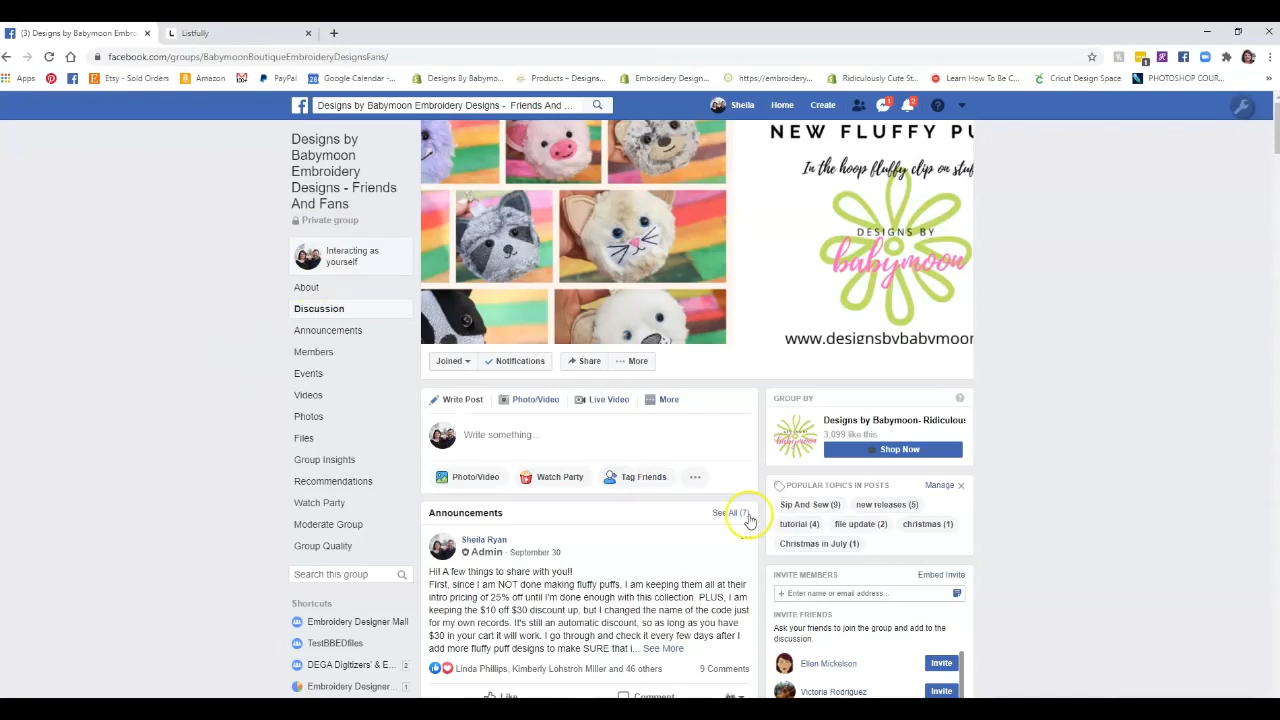 (3) Designs by Babymoon Embro
Listfully
facebook.com/groups/BabymoonBoutiqueEmbroideryDesignsFans/
Apps
Etsy - Sold Orders
Amazon
PayPal
Google Calendar -...
Designs By Babymo...
Products – Designs...
Embroidery Design...
https://embroidery...
Ridiculously Cute St...
Learn How To Be C...
Cricut Design Space
PHOTOSHOP COUR...
Designs by Babymoon Embroidery Designs - Friends And ...
Sheila
Home
Create
1
2
Designs by
Babymoon
Embroidery
Designs - Friends
And Fans
Private group
Interacting as
yourself
About
Discussion
Announcements
Members
Events
Videos
Photos
Files
Group Insights
Recommendations
Watch Party
Moderate Group
Group Quality
Search this group
Shortcuts
Embroidery Designer Mall
TestBBEDfiles
DEGA Digitizers' & E... 2
Embroidery Designer... 1
NEW FLUFFY PU
In the hoop fluffy clip on stuf
DESIGNS BY
babymoon
www.designsbybabymoon
Joined
Notifications
Share
More
Write Post
Photo/Video
Live Video
More
Write something...
Photo/Video
Watch Party
Tag Friends
Announcements
See All (7)
Sheila Ryan
Admin · September 30
Hi! A few things to share with you!!
First, since I am NOT done making fluffy puffs, I am keeping them all at their
intro pricing of 25% off until I'm done enough with this collection. PLUS, I am
keeping the $10 off $30 discount up, but I changed the name of the code just
for my own records. It's still an automatic discount, so as long as you have
$30 in your cart it will work. I go through and check it every few days after I
add more fluffy puff designs to make SURE that i... See More
Linda Phillips, Kimberly Lohstroh Miller and 46 others
9 Comments
Like
Comment
GROUP BY
Designs by Babymoon- Ridiculous
3,099 like this
Shop Now
POPULAR TOPICS IN POSTS
Manage
Sip And Sew (9)
new releases (5)
tutorial (4)
file update (2)
christmas (1)
Christmas in July (1)
INVITE MEMBERS
Embed Invite
+ Enter name or email address...
INVITE FRIENDS
Ask your friends to join the group and add to the
discussion.
Ellen Mickelson
Invite
Victoria Rodriguez
Invite